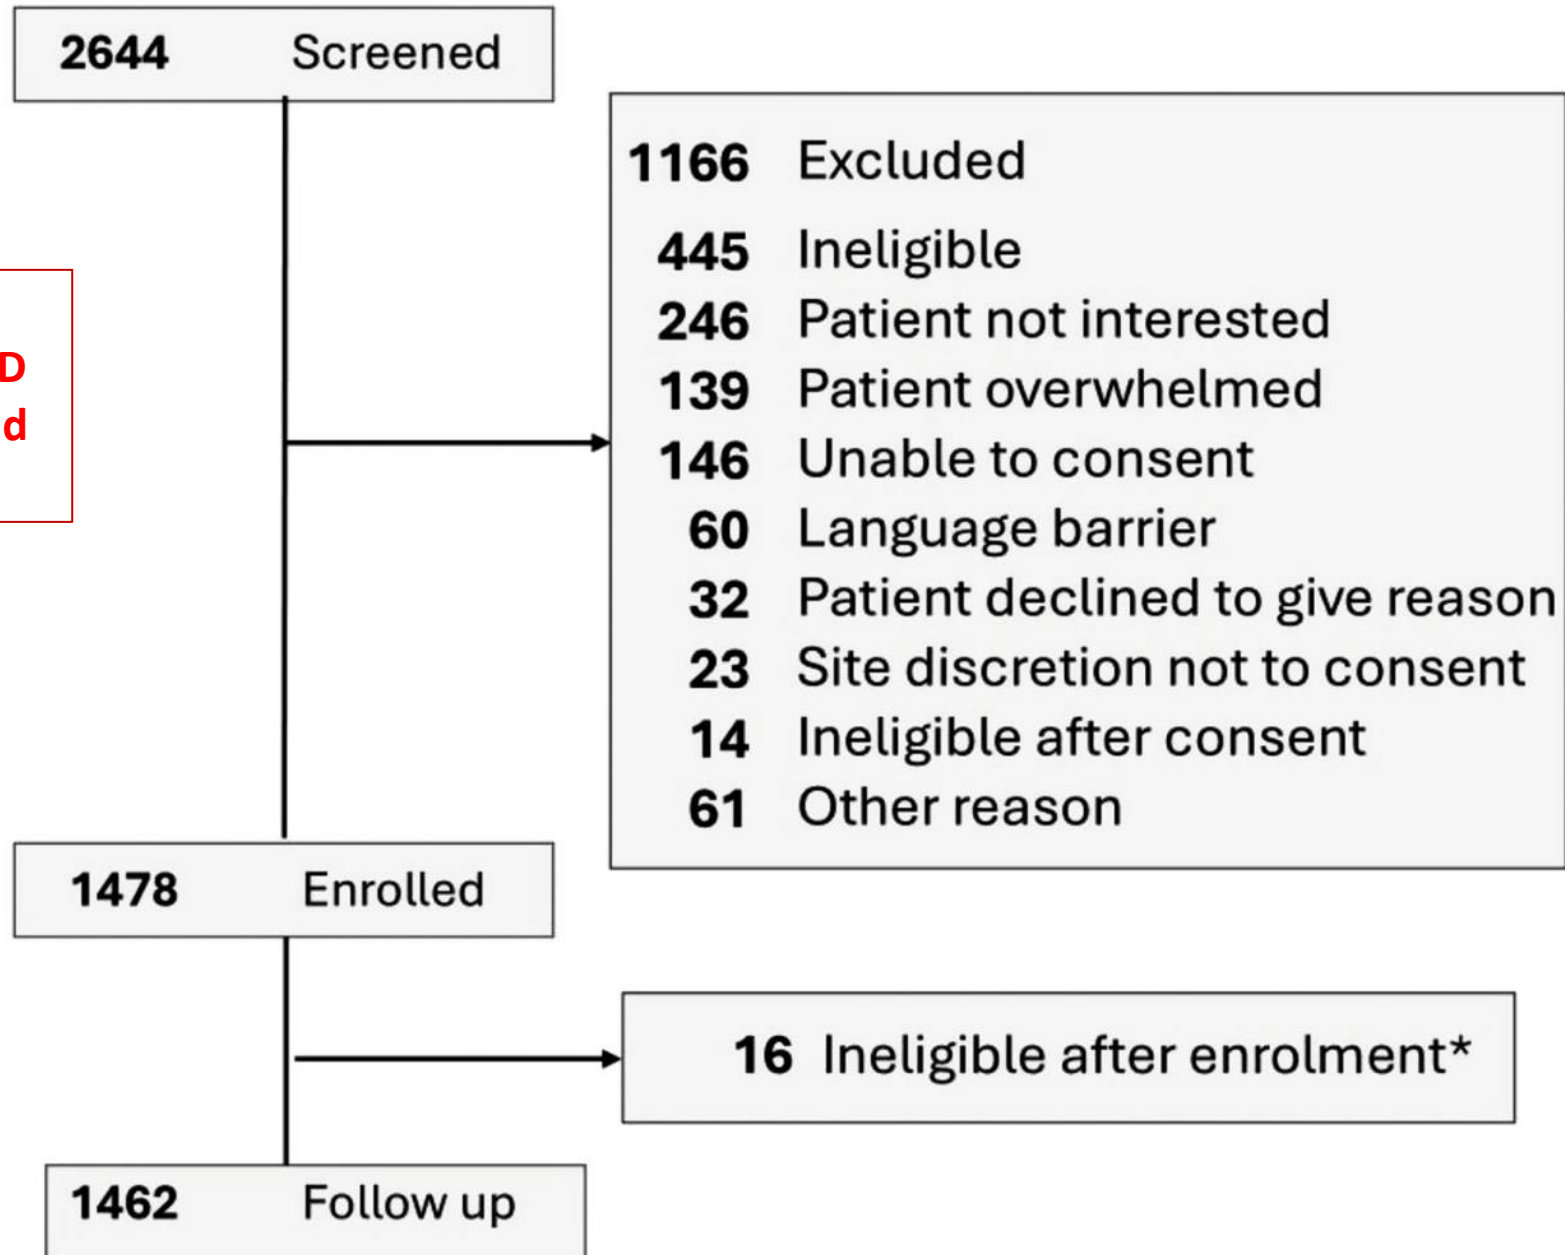 2644 Screened
1166 Excluded
445 Ineligible
246 Patient not interested
139 Patient overwhelmed
146 Unable to consent
60 Language barrier
32 Patient declined to give reason
23 Site discretion not to consent
14 Ineligible after consent
61 Other reason
D
d
1478 Enrolled
16 Ineligible after enrolment*
1462 Follow up